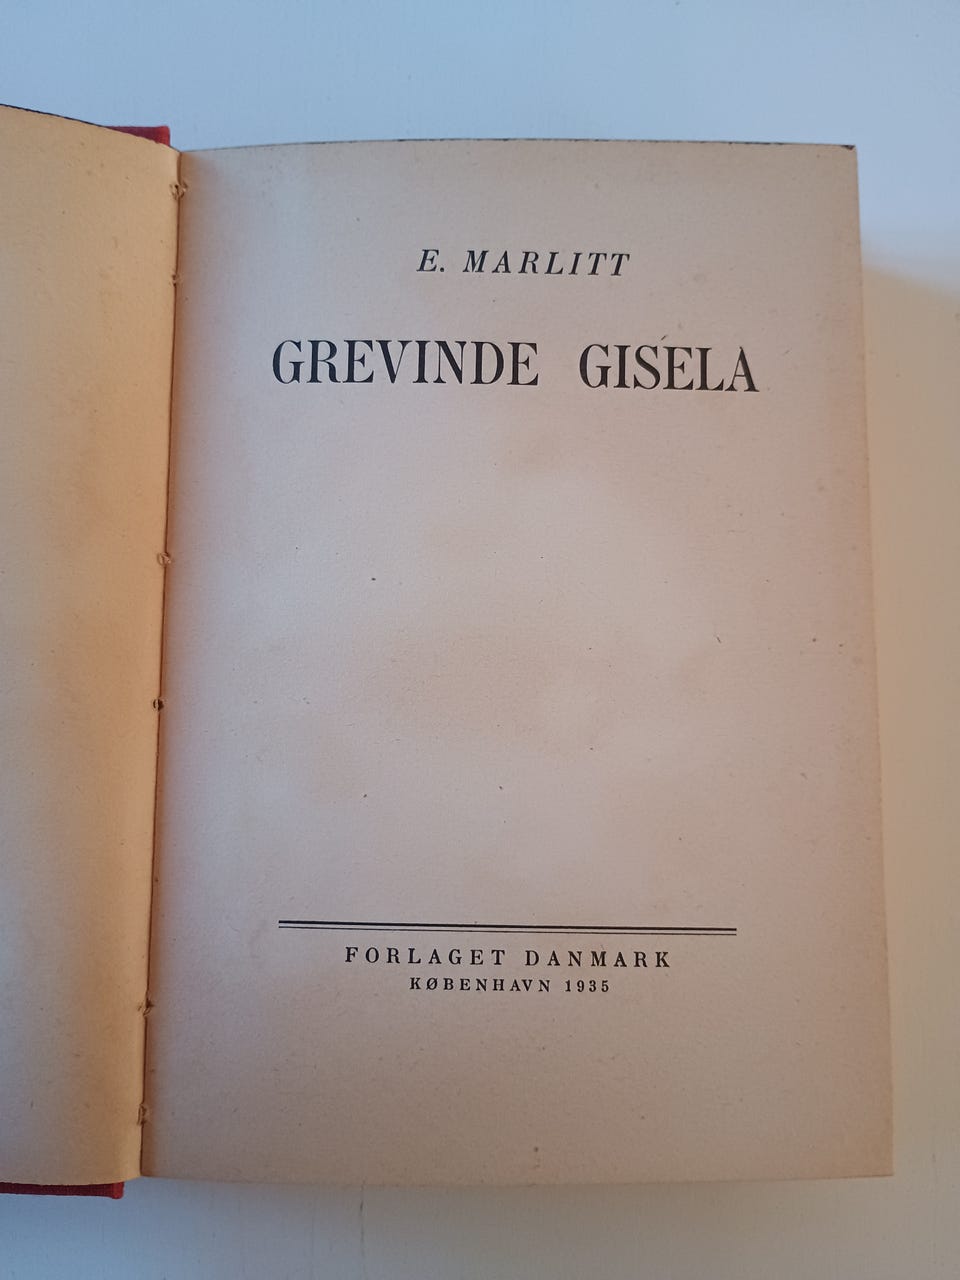 E. MARLITT
GREVINDE GISELA
FORLAGET DANMARK
KØBENHAVN 1935